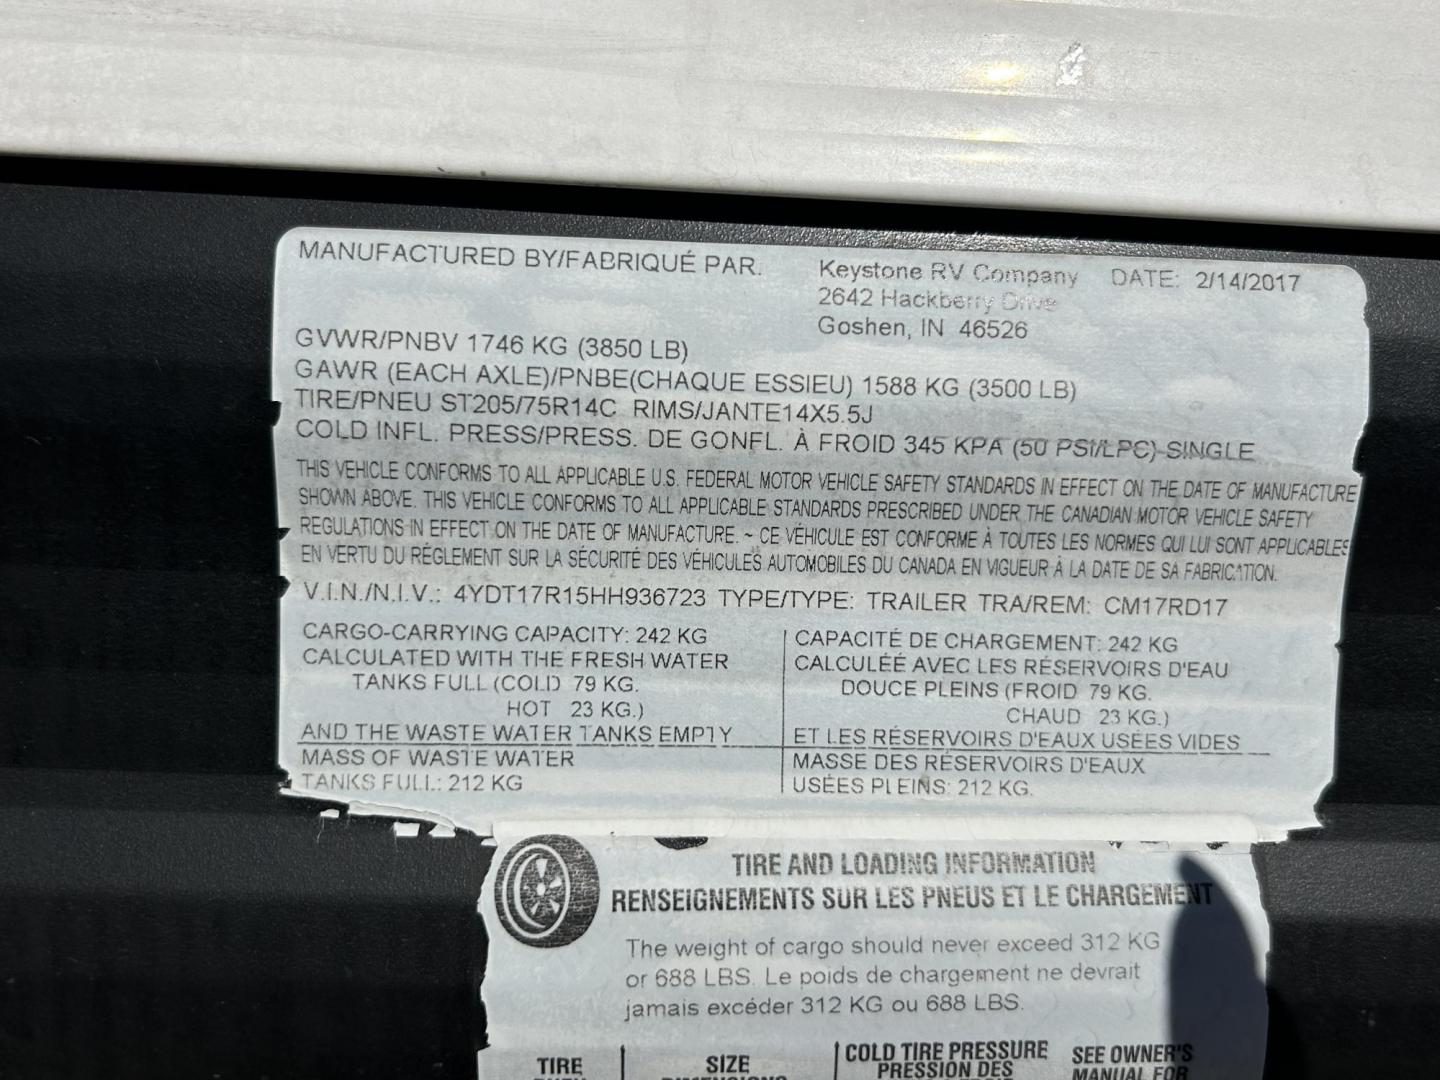 MANUFACTURED BY/FABRIQUÉ PAR.
Keystone RV Company DATE: 2/14/2017
2642 Hackberry Drive
Goshen, IN 46526
GVWR/PNBV 1746 KG (3850 LB)
GAWR (EACH AXLE)/PNBE(CHAQUE ESSIEU) 1588 KG (3500 LB)
TIRE/PNEU ST205/75R14C RIMS/JANTE14X5.5J
COLD INFL. PRESS/PRESS. DE GONFL. À FROID 345 KPA (50 PSI/LPC) SINGLE
THIS VEHICLE CONFORMS TO ALL APPLICABLE U.S. FEDERAL MOTOR VEHICLE SAFETY STANDARDS IN EFFECT ON THE DATE OF MANUFACTURE
SHOWN ABOVE. THIS VEHICLE CONFORMS TO ALL APPLICABLE STANDARDS PRESCRIBED UNDER THE CANADIAN MOTOR VEHICLE SAFETY
REGULATIONS IN EFFECT ON THE DATE OF MANUFACTURE. ~ CE VÉHICULE EST CONFORME À TOUTES LES NORMES QUI LUI SONT APPLICABLES
EN VERTU DU RÉGLEMENT SUR LA SÉCURITÉ DES VÉHICULES AUTOMOBILES DU CANADA EN VIGUEUR À LA DATE DE SA FABRICATION.
V.I.N./N.I.V.: 4YDT17R15HH936723 TYPE/TYPE: TRAILER TRA/REM: CM17RD17
CARGO-CARRYING CAPACITY: 242 KG
CALCULATED WITH THE FRESH WATER
TANKS FULL (COLD 79 KG.
HOT 23 KG.)
AND THE WASTE WATER TANKS EMPTY
MASS OF WASTE WATER
TANKS FULL: 212 KG
CAPACITÉ DE CHARGEMENT: 242 KG
CALCULÉE AVEC LES RÉSERVOIRS D'EAU
DOUCE PLEINS (FROID 79 KG.
CHAUD 23 KG.)
ET LES RÉSERVOIRS D'EAUX USÉES VIDES
MASSE DES RÉSERVOIRS D'EAUX
USÉES PLEINS: 212 KG.
TIRE AND LOADING INFORMATION
RENSEIGNEMENTS SUR LES PNEUS ET LE CHARGEMENT
The weight of cargo should never exceed 312 KG
or 688 LBS. Le poids de chargement ne devrait
jamais excéder 312 KG ou 688 LBS.
TIRE
SIZE
COLD TIRE PRESSURE
PRESSION DES
SEE OWNER'S
MANUAL FOR